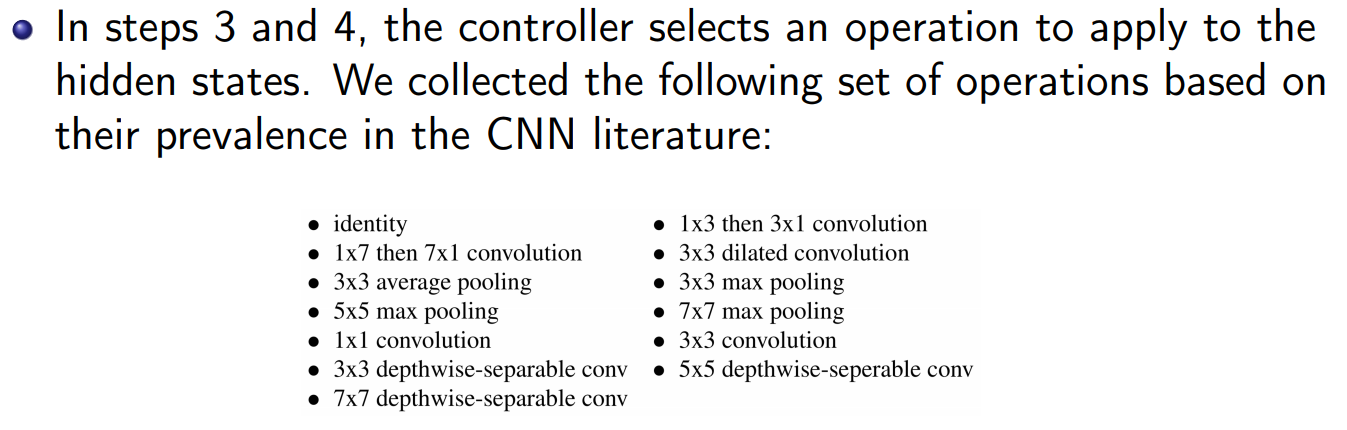 In steps 3 and 4, the controller selects an operation to apply to the
hidden states. We collected the following set of operations based on
their prevalence in the CNN literature:
• identity
• 1x7 then 7x1 convolution
• 3x3 average pooling
• 5x5 max pooling
• 1x1 convolution
• 3x3 depthwise-separable conv
• 7x7 depthwise-separable conv
• 1x3 then 3x1 convolution
• 3x3 dilated convolution
• 3x3 max pooling
• 7x7 max pooling
• 3x3 convolution
• 5x5 depthwise-seperable conv